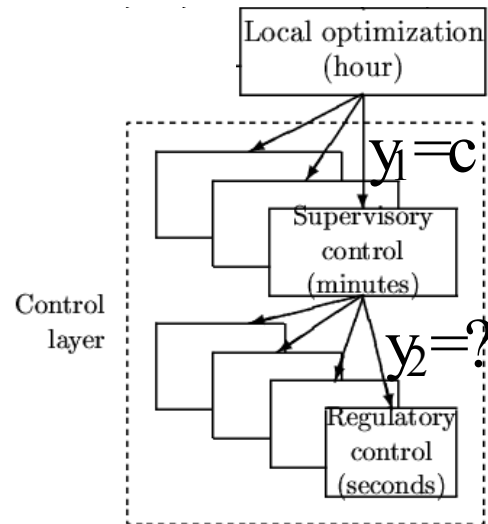 Local optimization
(hour)
y1=c
Supervisory
control
(minutes)
Control
layer
y2=?
Regulatory
control
(seconds)